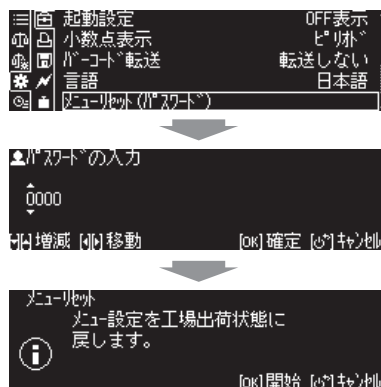 起動設定 OFF表示
小数点表示 ﾋﾟﾘｵﾄﾞ
ﾊﾞｰｺｰﾄﾞ転送 転送しない
言語 日本語
ﾒﾆｭｰﾘｾｯﾄ(ﾊﾟｽﾜｰﾄﾞ)
ﾊﾟｽﾜｰﾄﾞの入力
0000
増減 移動 [OK]確定 キャンセル
ﾒﾆｭｰﾘｾｯﾄ
ﾒﾆｭｰ設定を工場出荷状態に
戻します。
[OK]開始 キャンセル